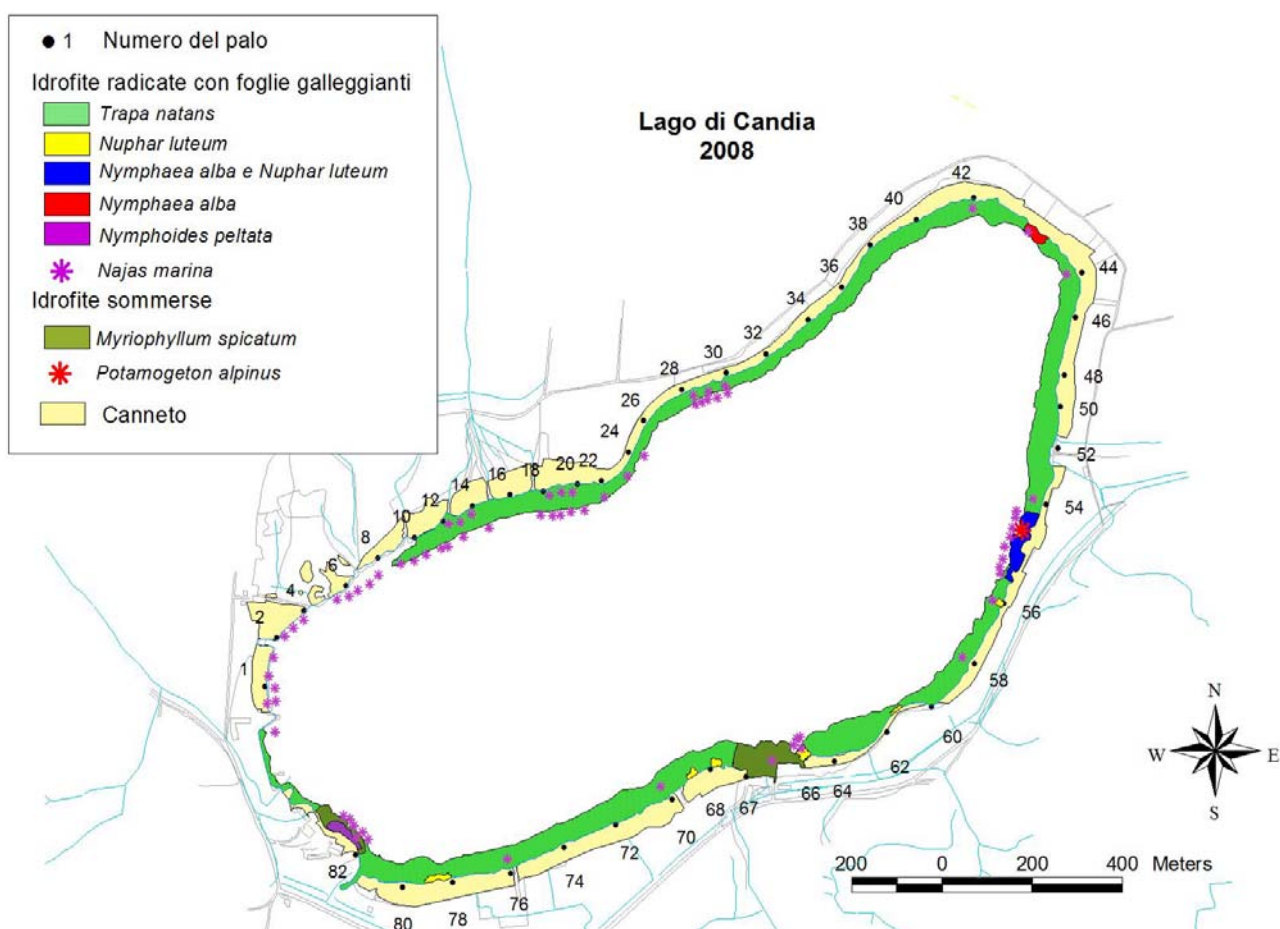 1 Numero del palo
Idrofite radicate con foglie galleggianti
Trapa natans
Nuphar luteum
Nymphaea alba e Nuphar luteum
Nymphaea alba
Nymphoides peltata
Najas marina
Idrofite sommerse
Myriophyllum spicatum
Potamogeton alpinus
Canneto
Lago di Candia
2008
1
2
4
6
8
10
12
14
16
18
20
22
24
26
28
30
32
34
36
38
40
42
44
46
48
50
52
54
56
58
60
62
64
66
67
68
70
72
74
76
78
80
82
N
W E
S
200 0 200 400 Meters